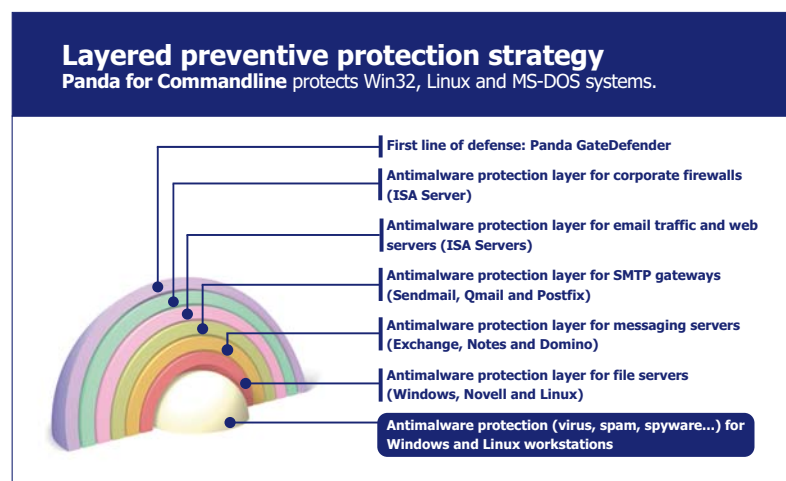 Layered preventive protection strategy
Panda for Commandline protects Win32, Linux and MS-DOS systems.
First line of defense: Panda GateDefender
Antimalware protection layer for corporate firewalls
(ISA Server)
Antimalware protection layer for email traffic and web
servers (ISA Servers)
Antimalware protection layer for SMTP gateways
(Sendmail, Qmail and Postfix)
Antimalware protection layer for messaging servers
(Exchange, Notes and Domino)
Antimalware protection layer for file servers
(Windows, Novell and Linux)
Antimalware protection (virus, spam, spyware...) for
Windows and Linux workstations